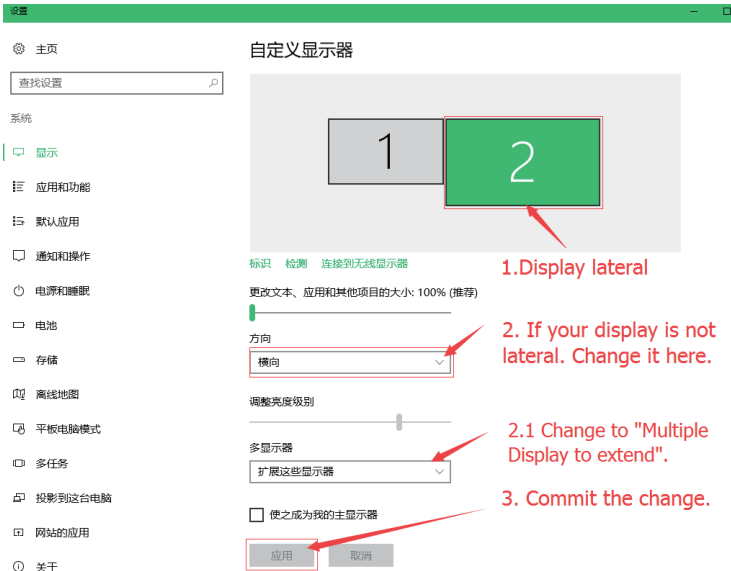 设置
主页
查找设置
系统
显示
应用和功能
默认应用
通知和操作
电源和睡眠
电池
存储
离线地图
平板电脑模式
多任务
投影到这台电脑
网站的应用
关于
自定义显示器
1
2
标识 检测 连接到无线显示器
1.Display lateral
更改文本、应用和其他项目的大小: 100% (推荐)
方向
横向
2. If your display is not
lateral. Change it here.
调整亮度级别
多显示器
扩展这些显示器
2.1 Change to "Multiple
Display to extend".
使之成为我的主显示器
3. Commit the change.
应用 取消